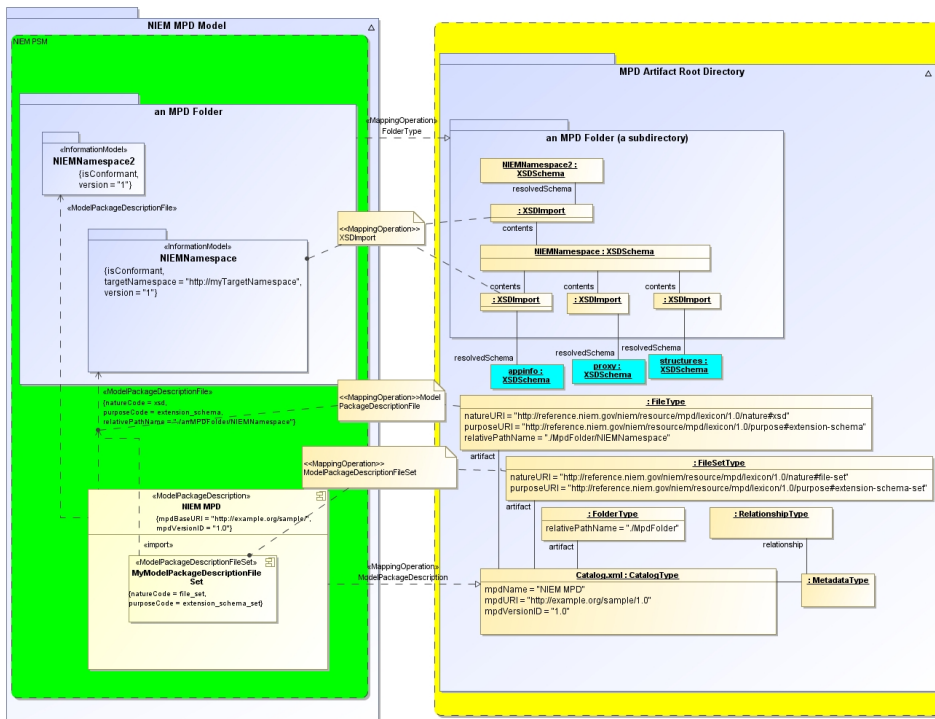 NIEM MPD Model
NIEM PSM
an MPD Folder
«InformationModel»
NIEMNamespace2
{isConformant,
version = "1"}
«ModelPackageDescriptionFile»
«InformationModel»
NIEMNamespace
{isConformant,
targetNamespace = "http://myTargetNamespace",
version = "1"}
«ModelPackageDescriptionFile»
{natureCode = xsd,
purposeCode = extension_schema,
relativePathName = "./anMPDFolder/NIEMNamespace"}
«ModelPackageDescription»
NIEM MPD
{mpdBaseURI = "http://example.org/sample/",
mpdVersionID = "1.0"}
«import»
«ModelPackageDescriptionFileSet»
MyModelPackageDescriptionFile
Set
{natureCode = file_set,
purposeCode = extension_schema_set}
«MappingOperation»
FolderType
<<MappingOperation>>
XSDImport
<<MappingOperation>>Model
PackageDescriptionFile
<<MappingOperation>>
ModelPackageDescriptionFileSet
«MappingOperation»
ModelPackageDescription
MPD Artifact Root Directory
an MPD Folder (a subdirectory)
NIEMNamespace2 :
XSDSchema
resolvedSchema
: XSDImport
contents
NIEMNamespace : XSDSchema
contents
contents
contents
: XSDImport
: XSDImport
: XSDImport
resolvedSchema
resolvedSchema
resolvedSchema
appinfo :
XSDSchema
proxy :
XSDSchema
structures :
XSDSchema
: FileType
natureURI = "http://reference.niem.gov/niem/resource/mpd/lexicon/1.0/nature#xsd"
purposeURI = "http://reference.niem.gov/niem/resource/mpd/lexicon/1.0/purpose#extension-schema"
relativePathName = "./MpdFolder/NIEMNamespace"
artifact
: FileSetType
natureURI = "http://reference.niem.gov/niem/resource/mpd/lexicon/1.0/nature#file-set"
purposeURI = "http://reference.niem.gov/niem/resource/mpd/lexicon/1.0/purpose#extension-schema-set"
artifact
: FolderType
relativePathName = "./MpdFolder"
artifact
: RelationshipType
relationship
Catalog.xml : CatalogType
mpdName = "NIEM MPD"
mpdURI = "http://example.org/sample/1.0"
mpdVersionID = "1.0"
: MetadataType